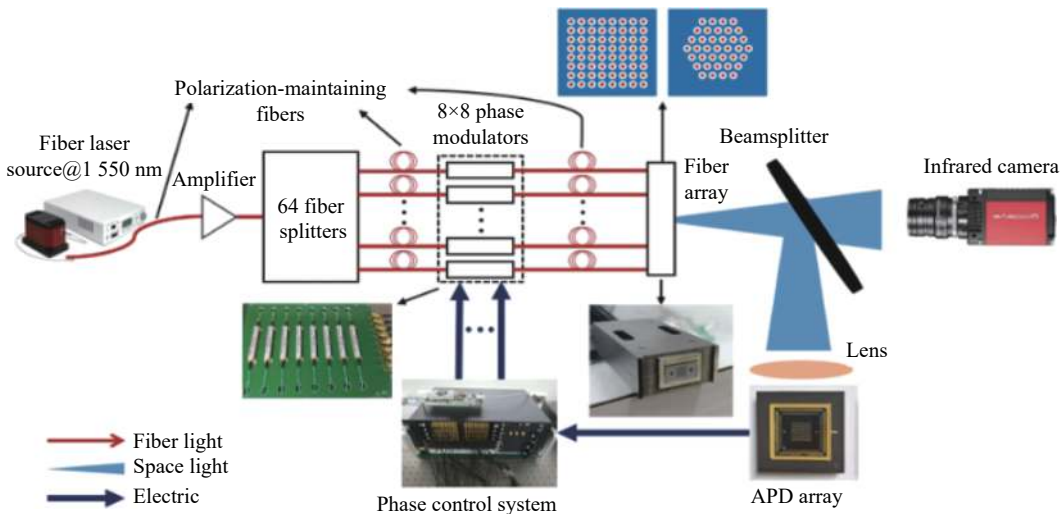 Polarization-maintaining
fibers
8×8 phase
modulators
Fiber laser
source@1 550 nm
Amplifier
64 fiber
splitters
Fiber
array
Beamsplitter
Infrared camera
Lens
Fiber light
Space light
Electric
Phase control system
APD array